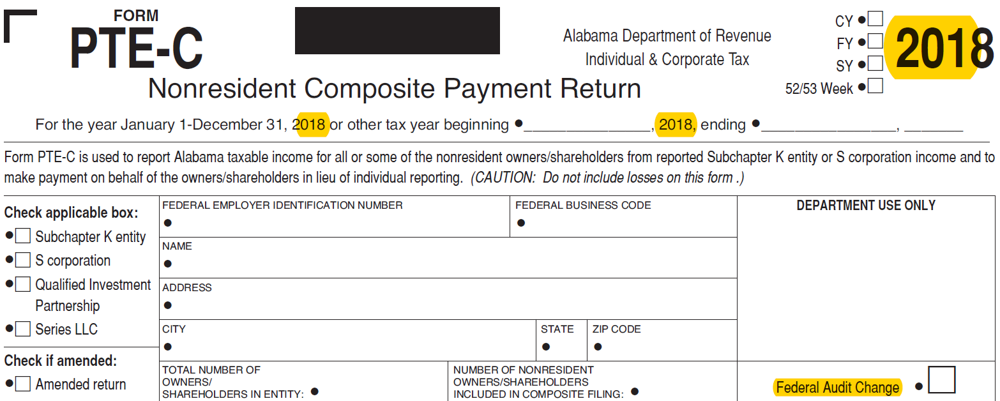 FORM
PTE-C
Alabama Department of Revenue
Individual & Corporate Tax
CY
FY
SY
52/53 Week
2018
Nonresident Composite Payment Return
For the year January 1-December 31, 2018 or other tax year beginning •_______________, 2018, ending •________________, _______
Form PTE-C is used to report Alabama taxable income for all or some of the nonresident owners/shareholders from reported Subchapter K entity or S corporation income and to
make payment on behalf of the owners/shareholders in lieu of individual reporting. (CAUTION: Do not include losses on this form .)
Check applicable box:
Subchapter K entity
S corporation
Qualified Investment
Partnership
Series LLC
Check if amended:
Amended return
FEDERAL EMPLOYER IDENTIFICATION NUMBER
FEDERAL BUSINESS CODE
NAME
ADDRESS
CITY
STATE
ZIP CODE
TOTAL NUMBER OF
OWNERS/
SHAREHOLDERS IN ENTITY:
NUMBER OF NONRESIDENT
OWNERS/SHAREHOLDERS
INCLUDED IN COMPOSITE FILING:
DEPARTMENT USE ONLY
Federal Audit Change